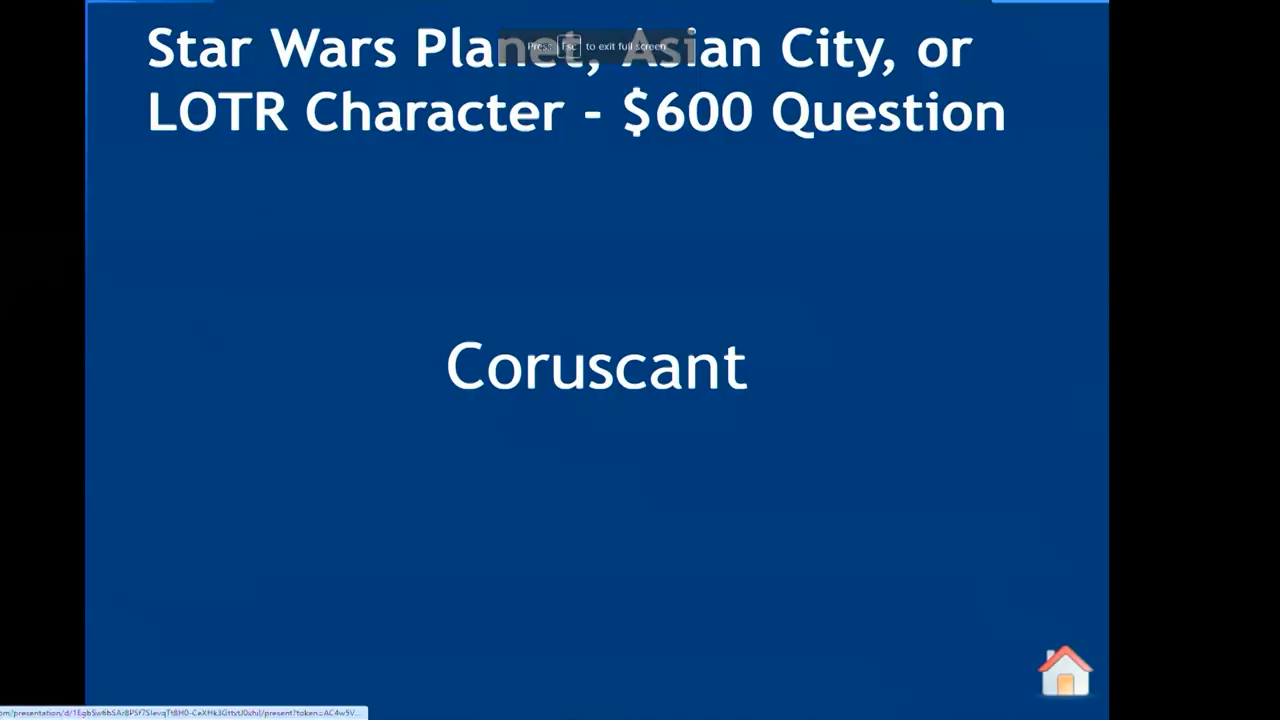 Star Wars Planet, Asian City, or
Press Esc to exit full screen
LOTR Character - $600 Question
Coruscant